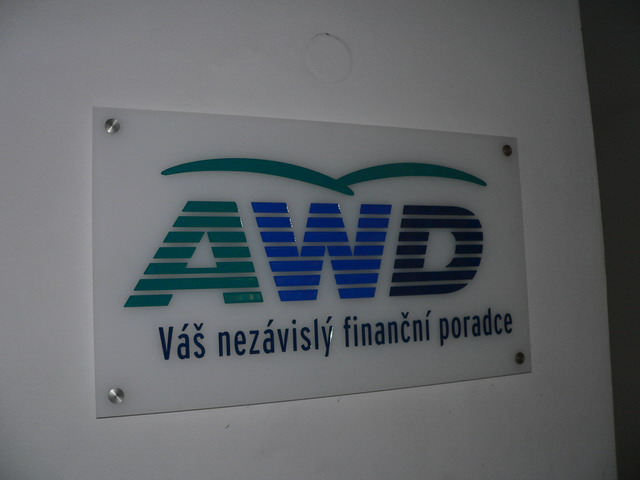 AWD
Váš nezávislý finanční poradce